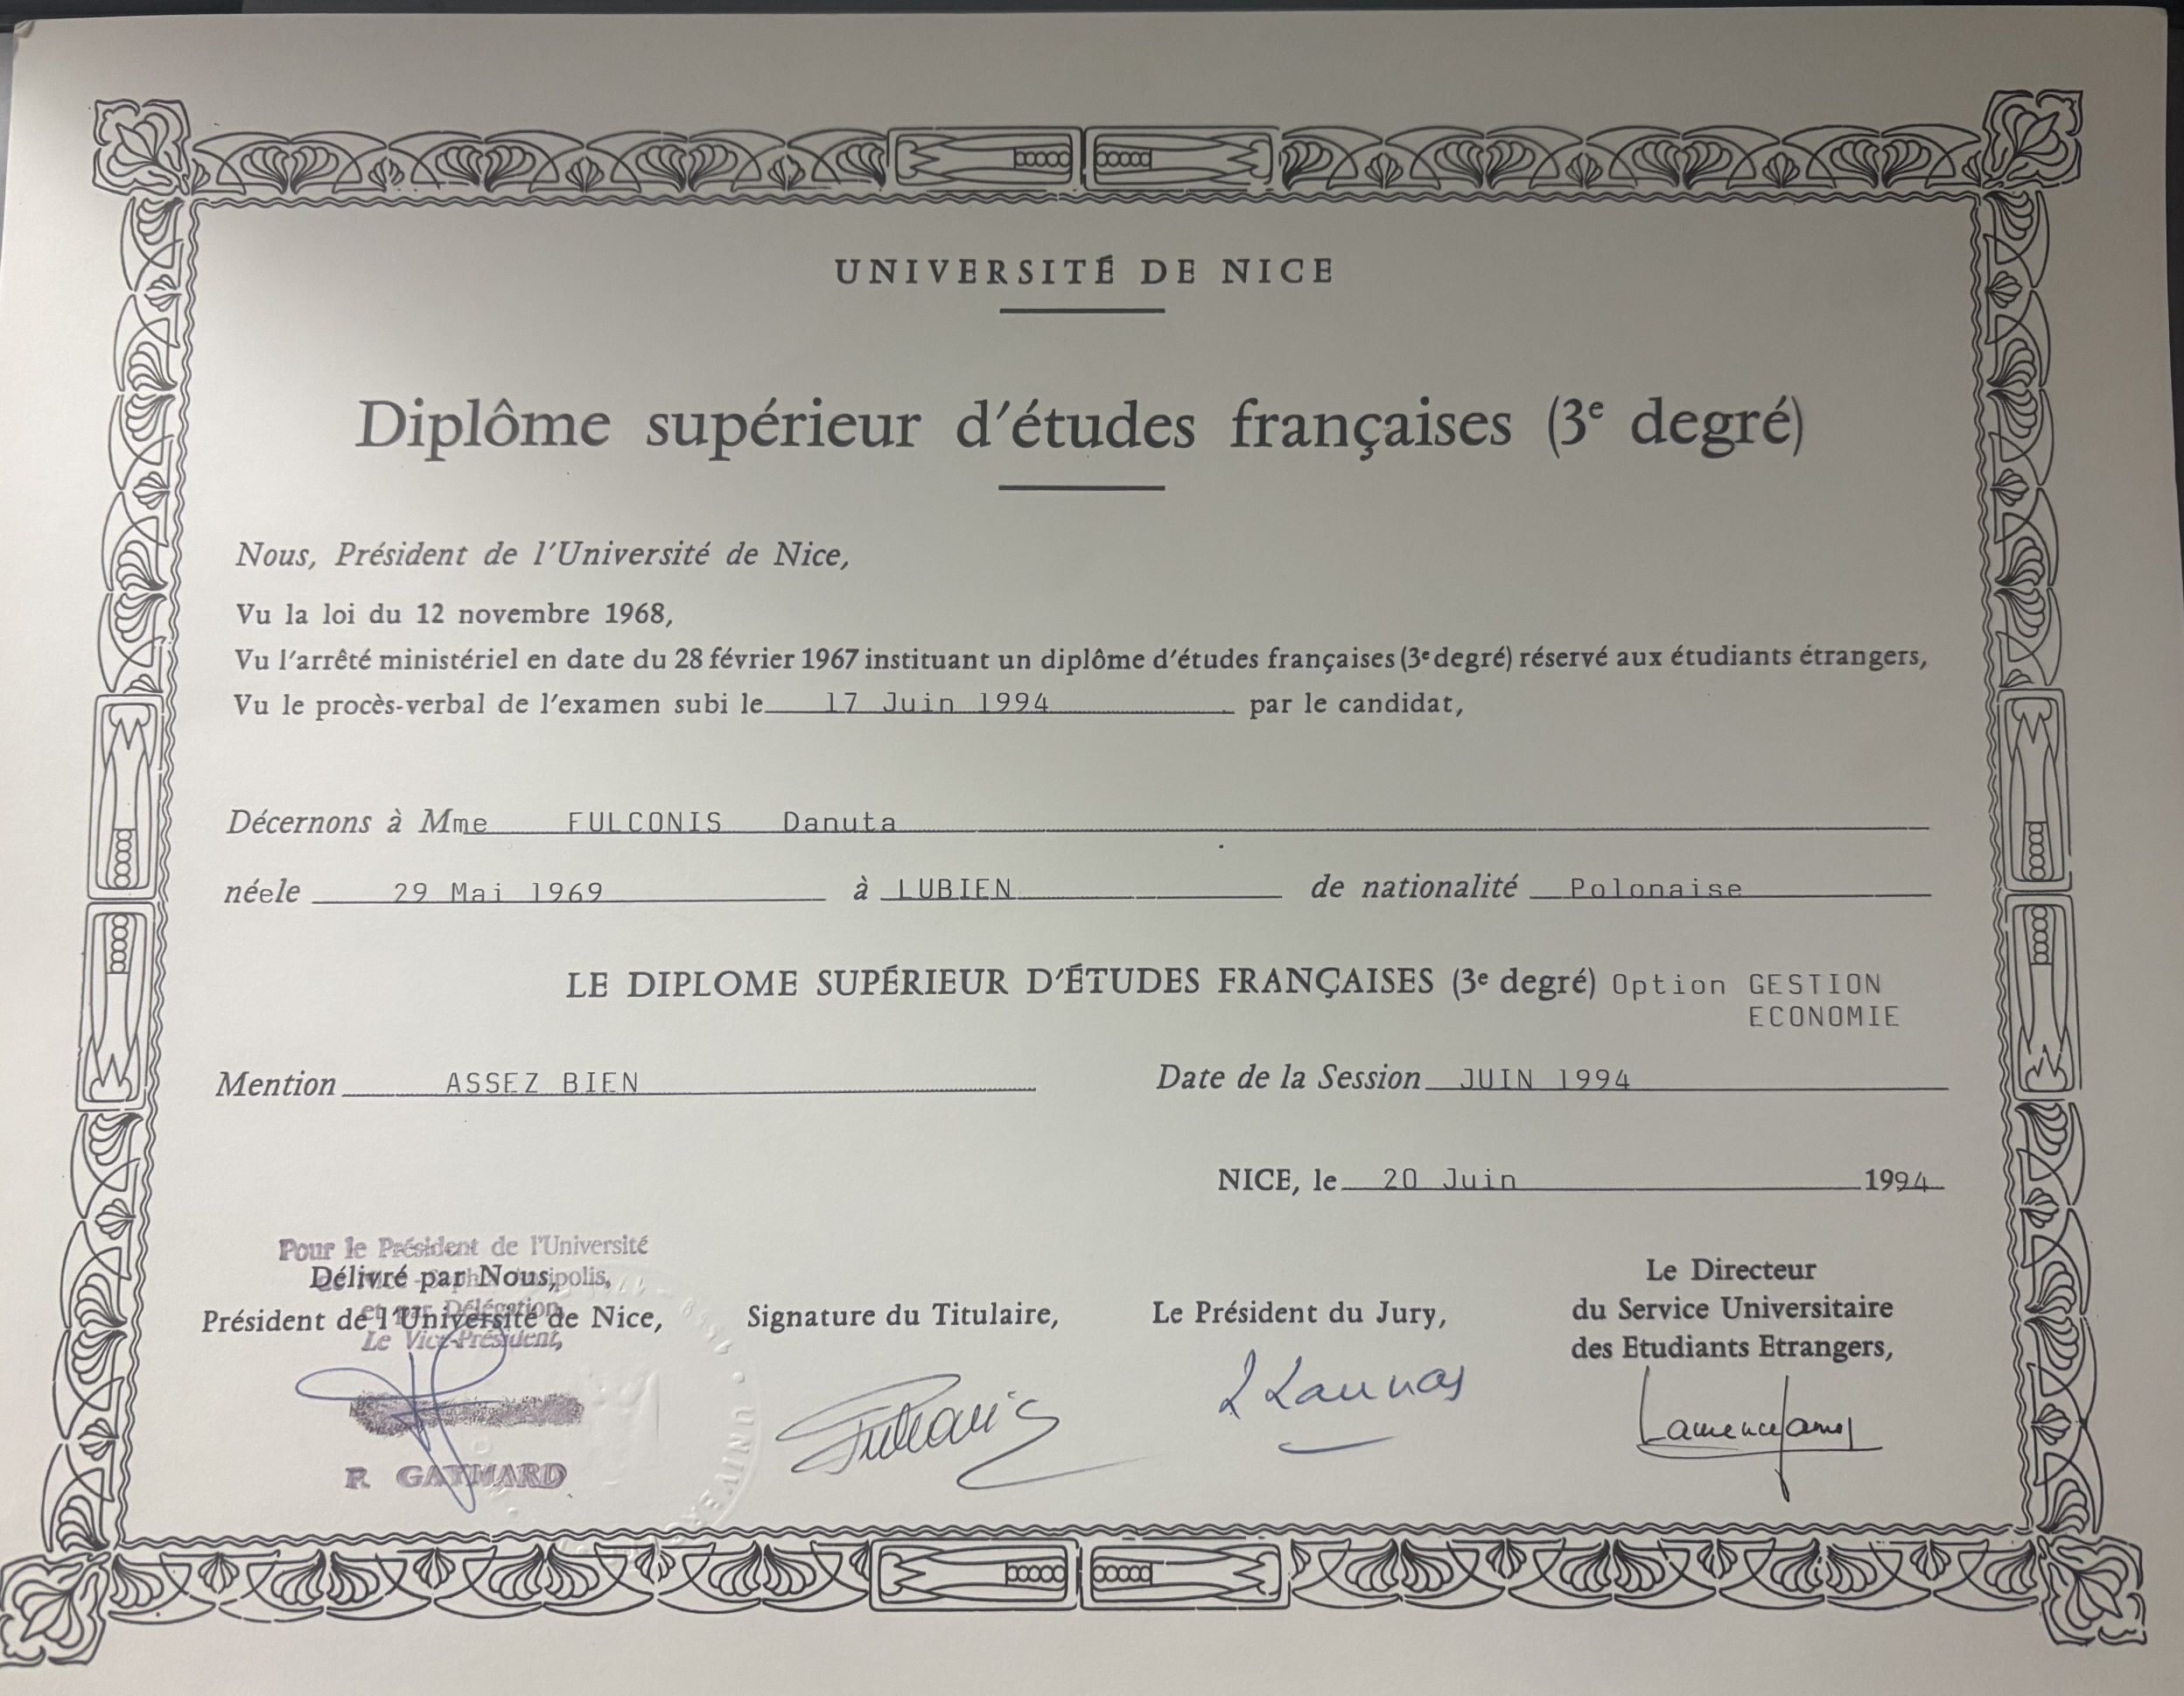 UNIVERSITÉ DE NICE
Diplôme supérieur d'études françaises (3e degré)
Nous, Président de l'Université de Nice,
Vu la loi du 12 novembre 1968,
Vu l'arrêté ministériel en date du 28 février 1967 instituant un diplôme d'études françaises (3e degré) réservé aux étudiants étrangers,
Vu le procès-verbal de l'examen subi le 17 Juin 1994 par le candidat,
Décernons à Mme FULCONIS Danuta
néele 29 Mai 1969 à LUBIEN de nationalité Polonaise
LE DIPLOME SUPÉRIEUR D'ÉTUDES FRANÇAISES (3e degré) Option GESTION
ECONOMIE
Mention ASSEZ BIEN Date de la Session JUIN 1994
NICE, le 20 Juin 1994
Pour le Président de l'Université
Délivré par Nous,
et par Délégation
Président de l'Université de Nice,
Le Vice-Président,
Signature du Titulaire,
Le Président du Jury,
Le Directeur
du Service Universitaire
des Etudiants Etrangers,
GAYMARD
UNIV